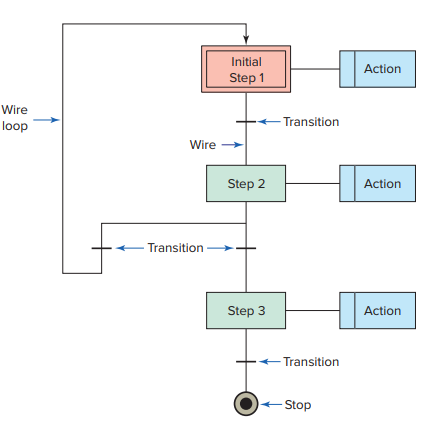 Initial
Step 1
Action
Wire
loop
Transition
Wire
Step 2
Action
Transition
Step 3
Action
Transition
Stop